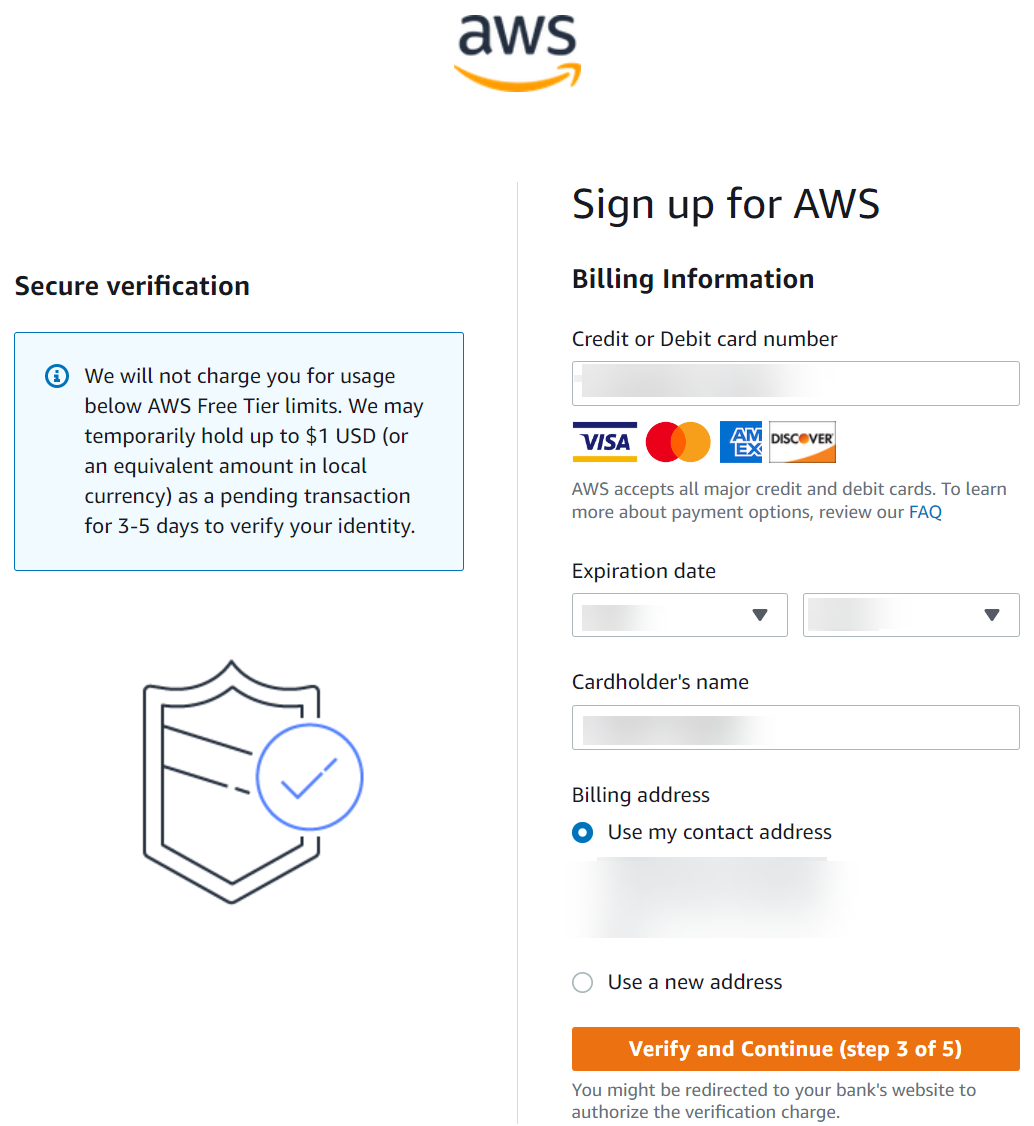 aws
Secure verification
We will not charge you for usage
below AWS Free Tier limits. We may
temporarily hold up to $1 USD (or
an equivalent amount in local
currency) as a pending transaction
for 3-5 days to verify your identity.
Sign up for AWS
Billing Information
Credit or Debit card number
VISA
AM
EX
DISCOVER
AWS accepts all major credit and debit cards. To learn
more about payment options, review our FAQ
Expiration date
Cardholder's name
Billing address
Use my contact address
Use a new address
Verify and Continue (step 3 of 5)
You might be redirected to your bank's website to
authorize the verification charge.